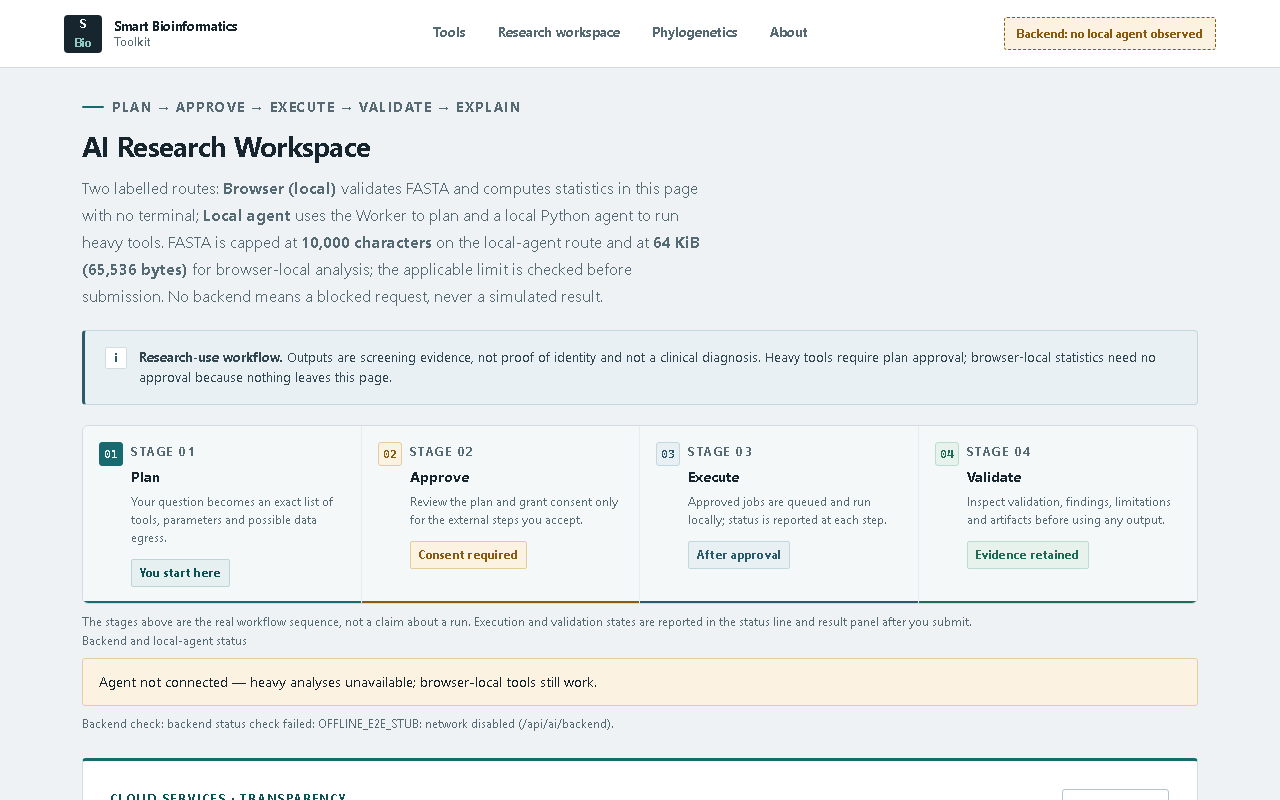 S
Bio
Smart Bioinformatics
Toolkit
Tools
Research workspace
Phylogenetics
About
Backend: no local agent observed
PLAN → APPROVE → EXECUTE → VALIDATE → EXPLAIN
AI Research Workspace
Two labelled routes: Browser (local) validates FASTA and computes statistics in this page
with no terminal; Local agent uses the Worker to plan and a local Python agent to run
heavy tools. FASTA is capped at 10,000 characters on the local-agent route and at 64 KiB
(65,536 bytes) for browser-local analysis; the applicable limit is checked before
submission. No backend means a blocked request, never a simulated result.
i
Research-use workflow. Outputs are screening evidence, not proof of identity and not a clinical diagnosis. Heavy tools require plan approval; browser-local statistics need no
approval because nothing leaves this page.
01
STAGE 01
Plan
Your question becomes an exact list of
tools, parameters and possible data
egress.
You start here
02
STAGE 02
Approve
Review the plan and grant consent only
for the external steps you accept.
Consent required
03
STAGE 03
Execute
Approved jobs are queued and run
locally; status is reported at each step.
After approval
04
STAGE 04
Validate
Inspect validation, findings, limitations
and artifacts before using any output.
Evidence retained
The stages above are the real workflow sequence, not a claim about a run. Execution and validation states are reported in the status line and result panel after you submit.
Backend and local-agent status
Agent not connected — heavy analyses unavailable; browser-local tools still work.
Backend check: backend status check failed: OFFLINE_E2E_STUB: network disabled (/api/ai/backend).
CLOUD SERVICES · TRANSPARENCY